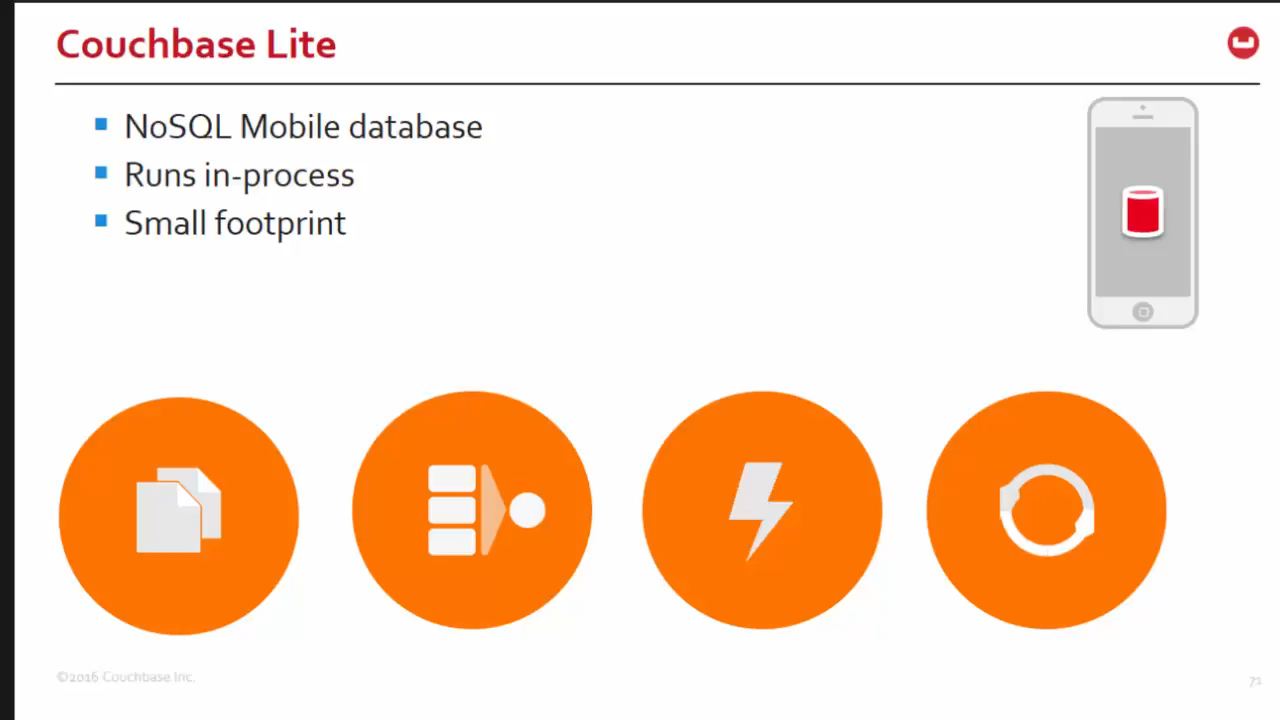 Couchbase Lite
NoSQL Mobile database
Runs in-process
Small footprint
©2016 Couchbase Inc.